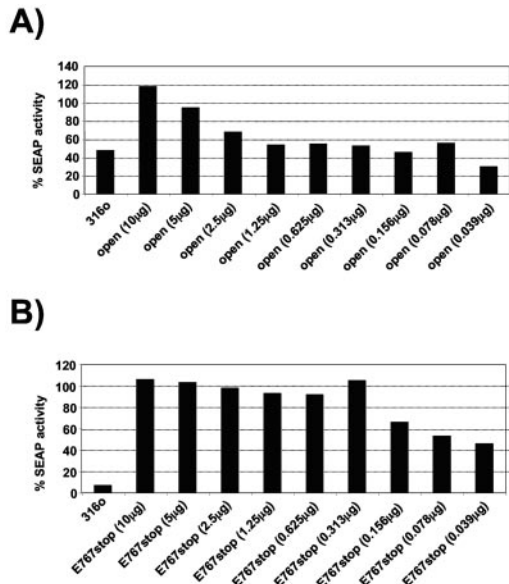 A)
140
120
100
80
60
40
20
0
% SEAP activity
316o
open (10µg)
open (5µg)
open (2.5µg)
open (1.25µg)
open (0.625µg)
open (0.313µg)
open (0.156µg)
open (0.078µg)
open (0.039µg)
B)
120
100
80
60
40
20
0
% SEAP activity
316o
E767stop (10µg)
E767stop (5µg)
E767stop (2.5µg)
E767stop (1.25µg)
E767stop (0.625µg)
E767stop (0.313µg)
E767stop (0.156µg)
E767stop (0.078µg)
E767stop (0.039µg)